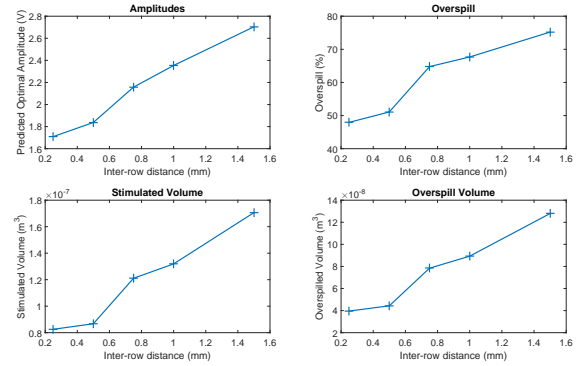 Amplitudes
Predicted Optimal Amplitude (V)
2.8
2.6
2.4
2.2
2
1.8
1.6
0.2 0.4 0.6 0.8 1 1.2 1.4 1.6
Inter-row distance (mm)
Overspill
Overspill (%)
80
70
60
50
40
0.2 0.4 0.6 0.8 1 1.2 1.4 1.6
Inter-row distance (mm)
Stimulated Volume
×10⁻⁷
Stimulated Volume (m³)
1.8
1.6
1.4
1.2
1
0.8
0.2 0.4 0.6 0.8 1 1.2 1.4 1.6
Inter-row distance (mm)
Overspill Volume
×10⁻⁸
Overspilled Volume (m³)
14
12
10
8
6
4
2
0.2 0.4 0.6 0.8 1 1.2 1.4 1.6
Inter-row distance (mm)